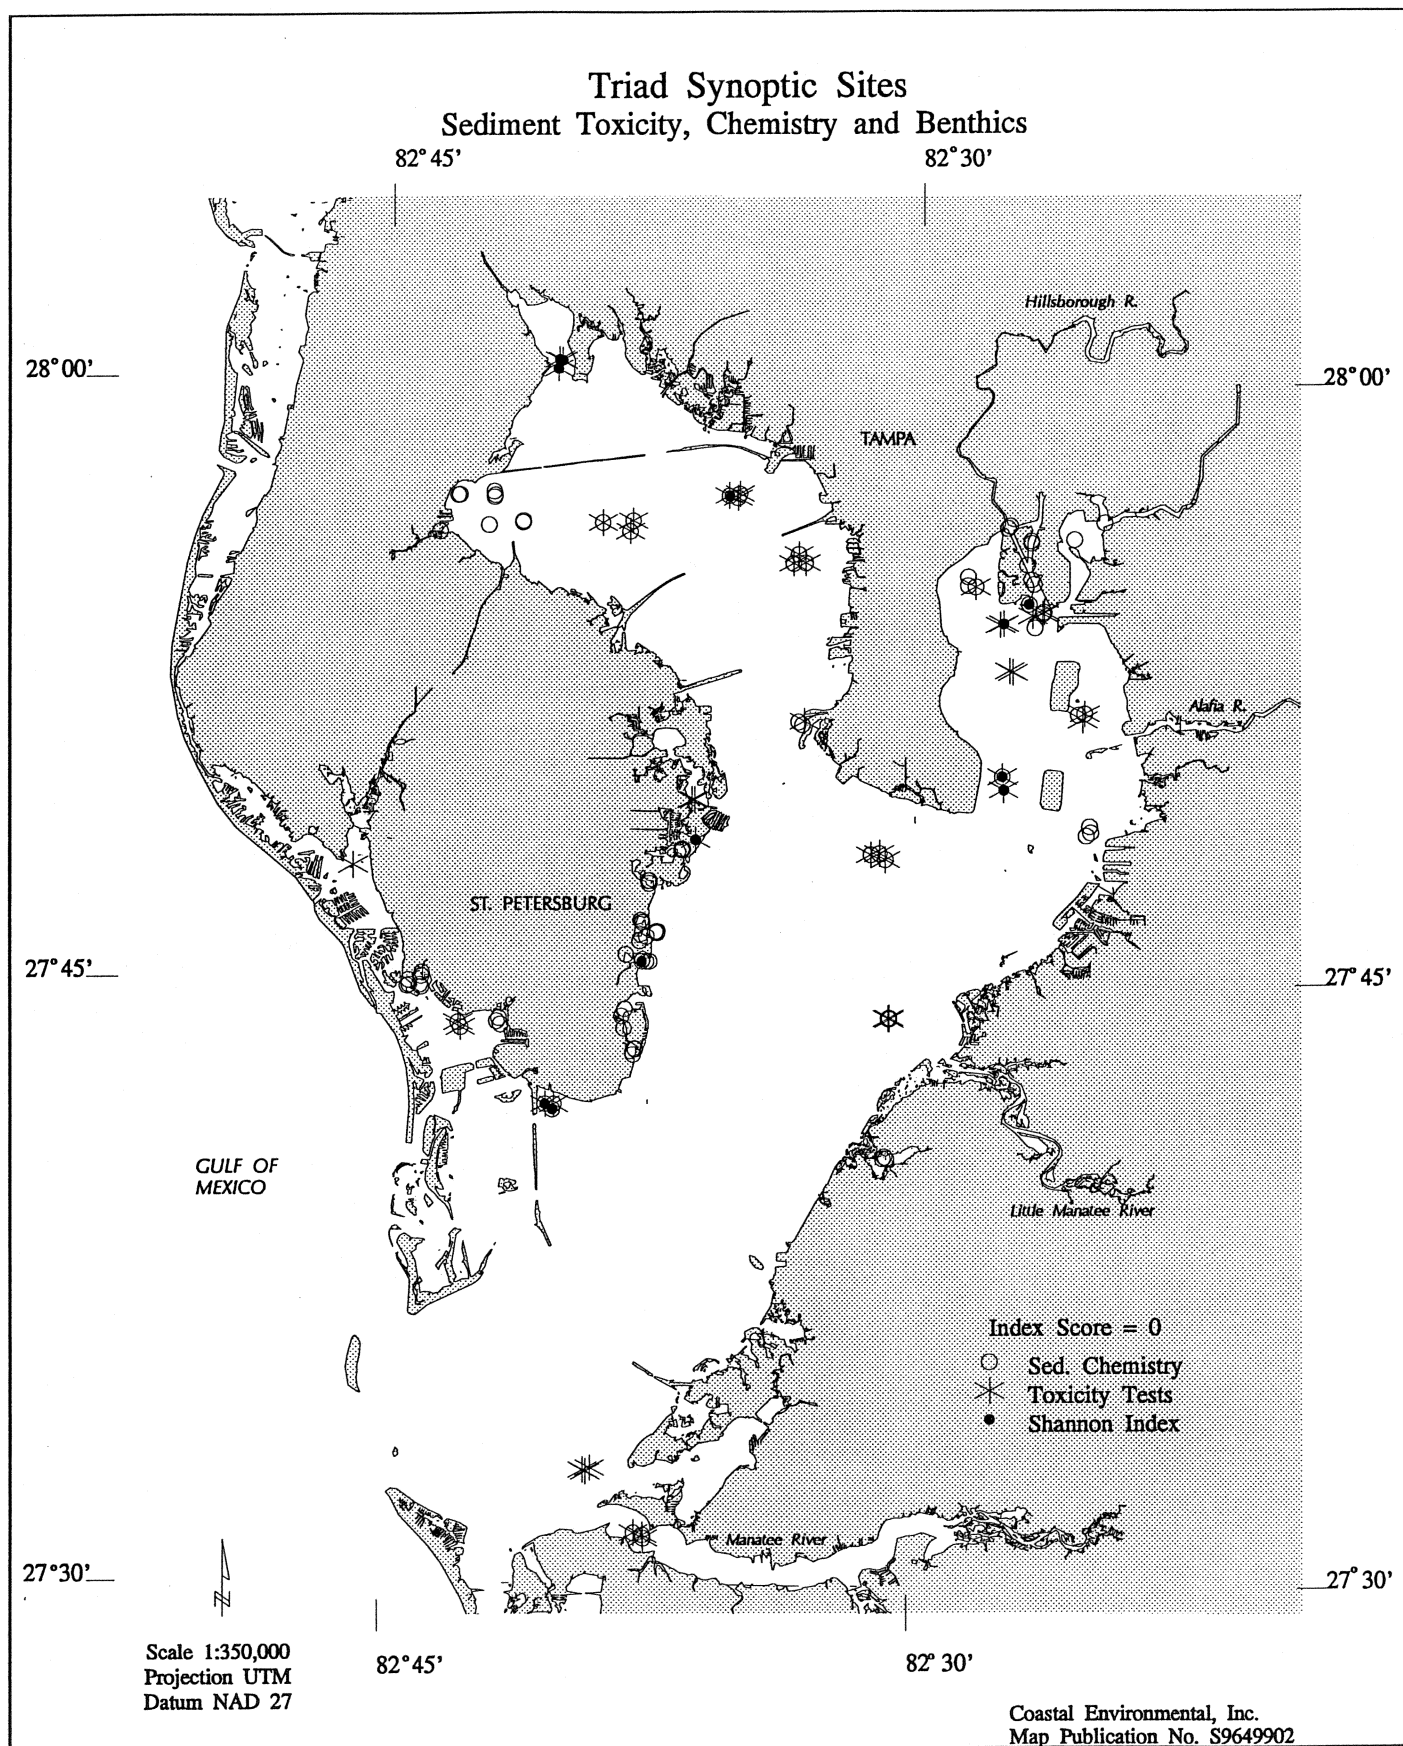 Triad Synoptic Sites
Sediment Toxicity, Chemistry and Benthics
82°45'
82°30'
Hillsborough R.
28°00'
28°00'
TAMPA
Alafia R.
ST. PETERSBURG
27°45'
27°45'
GULF OF
MEXICO
Little Manatee River
Index Score = 0
Sed. Chemistry
Toxicity Tests
Shannon Index
Manatee River
27°30'
27°30'
N
Scale 1:350,000
Projection UTM
Datum NAD 27
82°45'
82°30'
Coastal Environmental, Inc.
Map Publication No. S9649902